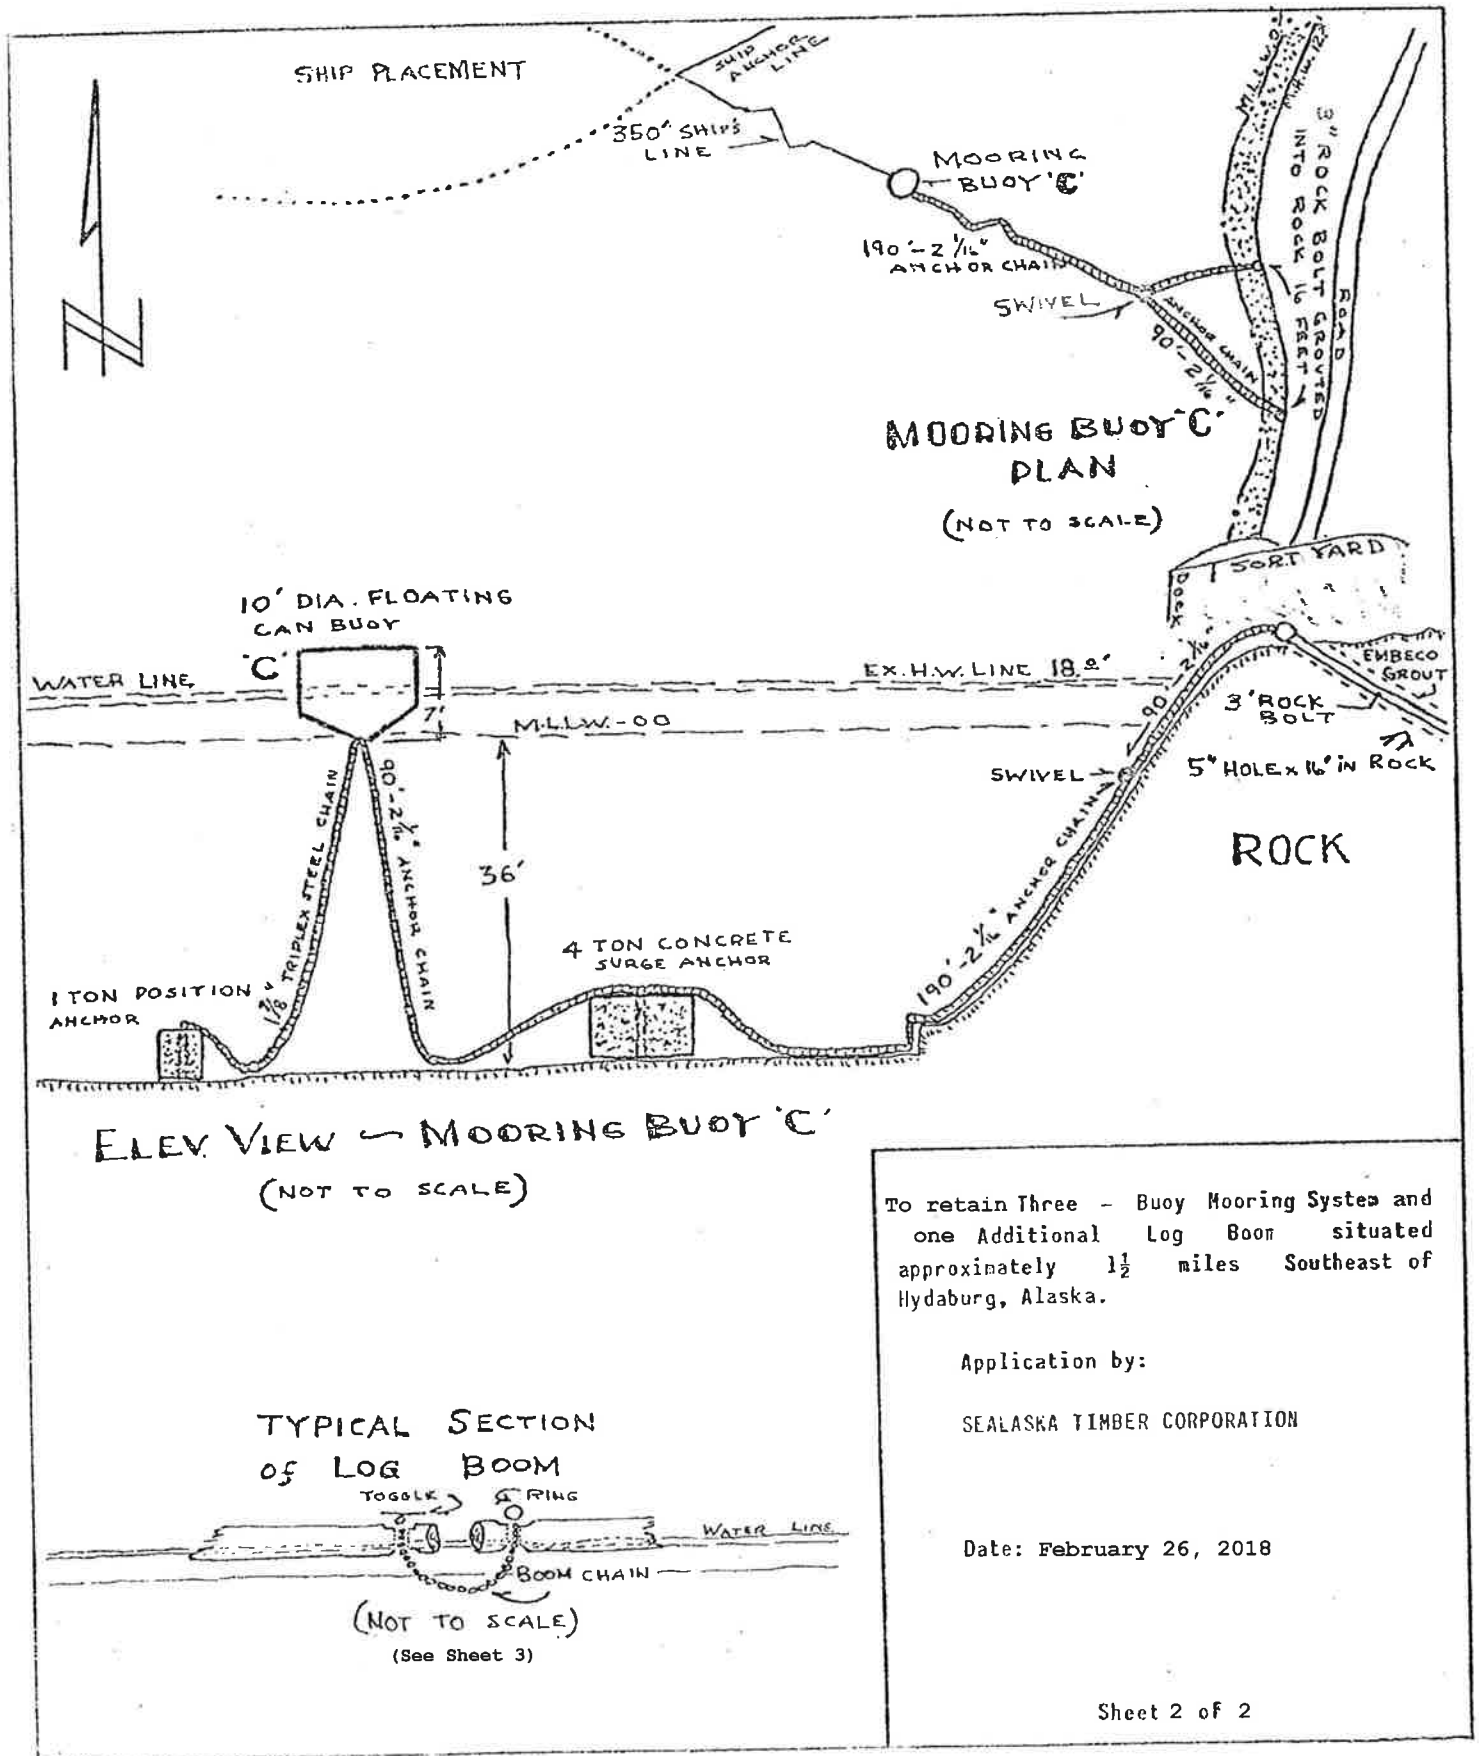 SHIP PLACEMENT
SHIP
ANCHOR
LINE
350' SHIP'S
LINE
MOORING
BUOY 'C'
190'-2 1/16"
ANCHOR CHAIN
SWIVEL
ANCHOR CHAIN
90'-2 1/16"
M.L.L.W.O.
M.H.W.
3" ROCK BOLT GROUTED
INTO ROCK 16 FEET
ROAD
MOORING BUOY 'C'
PLAN
(NOT TO SCALE)
SORT YARD
DOCK
10' DIA. FLOATING
CAN BUOY
'C'
WATER LINE
7'
EX. H.W. LINE 18.0'
M.L.L.W.-00
90'-2 1/16"
EMBECO
GROUT
3' ROCK
BOLT
5" HOLE x 16' IN ROCK
SWIVEL
ROCK
36'
1 7/8" TRIPLEX STEEL CHAIN
90'-2 1/16" ANCHOR CHAIN
190'-2 1/16" ANCHOR CHAIN
4 TON CONCRETE
SURGE ANCHOR
1 TON POSITION
ANCHOR
ELEV. VIEW ~ MOORING BUOY 'C'
(NOT TO SCALE)
To retain Three - Buoy Mooring System and
one Additional Log Boom situated
approximately 1½ miles Southeast of
Hydaburg, Alaska.
Application by:
SEALASKA TIMBER CORPORATION
Date: February 26, 2018
Sheet 2 of 2
TYPICAL SECTION
of LOG BOOM
TOGGLE
RING
WATER LINE
BOOM CHAIN
(NOT TO SCALE)
(See Sheet 3)